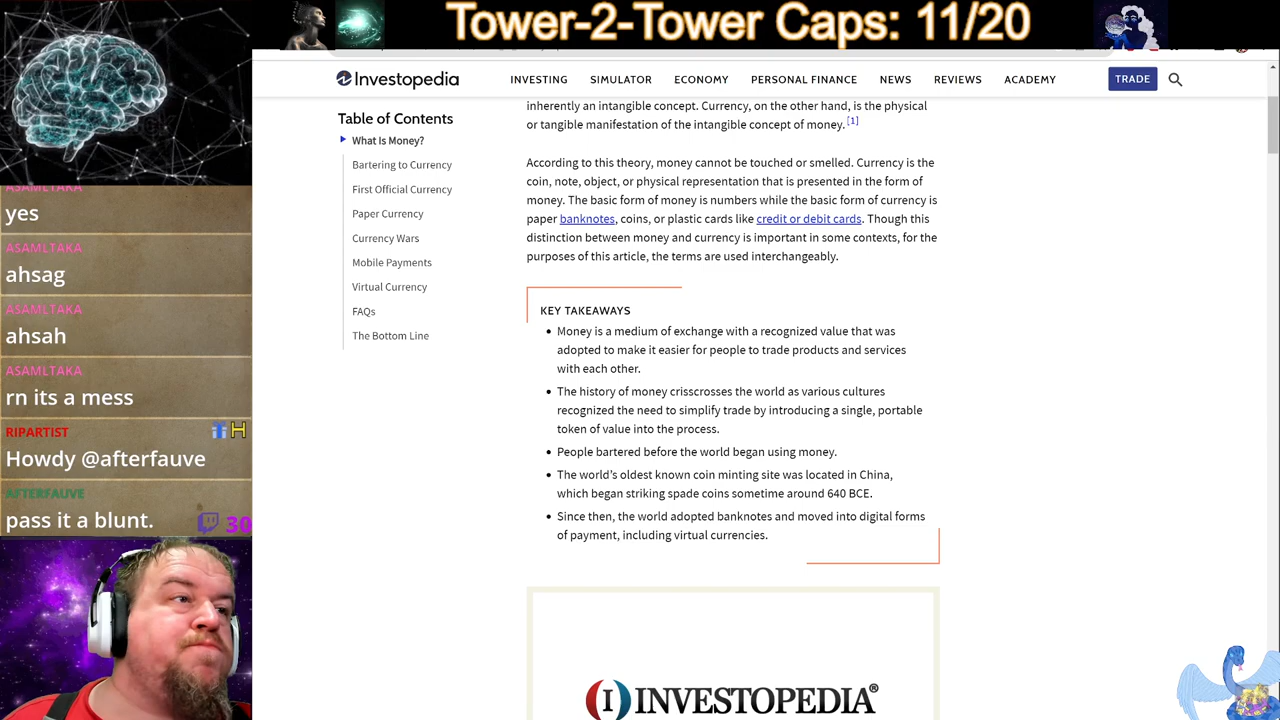 Tower-2-Tower Caps: 11/20
Investopedia
INVESTING
SIMULATOR
ECONOMY
PERSONAL FINANCE
NEWS
REVIEWS
ACADEMY
TRADE
Table of Contents
What Is Money?
Bartering to Currency
First Official Currency
Paper Currency
Currency Wars
Mobile Payments
Virtual Currency
FAQs
The Bottom Line
inherently an intangible concept. Currency, on the other hand, is the physical
or tangible manifestation of the intangible concept of money. [1]
According to this theory, money cannot be touched or smelled. Currency is the
coin, note, object, or physical representation that is presented in the form of
money. The basic form of money is numbers while the basic form of currency is
paper banknotes, coins, or plastic cards like credit or debit cards. Though this
distinction between money and currency is important in some contexts, for the
purposes of this article, the terms are used interchangeably.
KEY TAKEAWAYS
Money is a medium of exchange with a recognized value that was
adopted to make it easier for people to trade products and services
with each other.
The history of money crisscrosses the world as various cultures
recognized the need to simplify trade by introducing a single, portable
token of value into the process.
People bartered before the world began using money.
The world's oldest known coin minting site was located in China,
which began striking spade coins sometime around 640 BCE.
Since then, the world adopted banknotes and moved into digital forms
of payment, including virtual currencies.
INVESTOPEDIA®
ASAMLTAKA
yes
ASAMLTAKA
ahsag
ASAMLTAKA
ahsah
ASAMLTAKA
rn its a mess
RIPARTIST
H
Howdy @afterfauve
AFTERFAUVE
pass it a blunt.
30